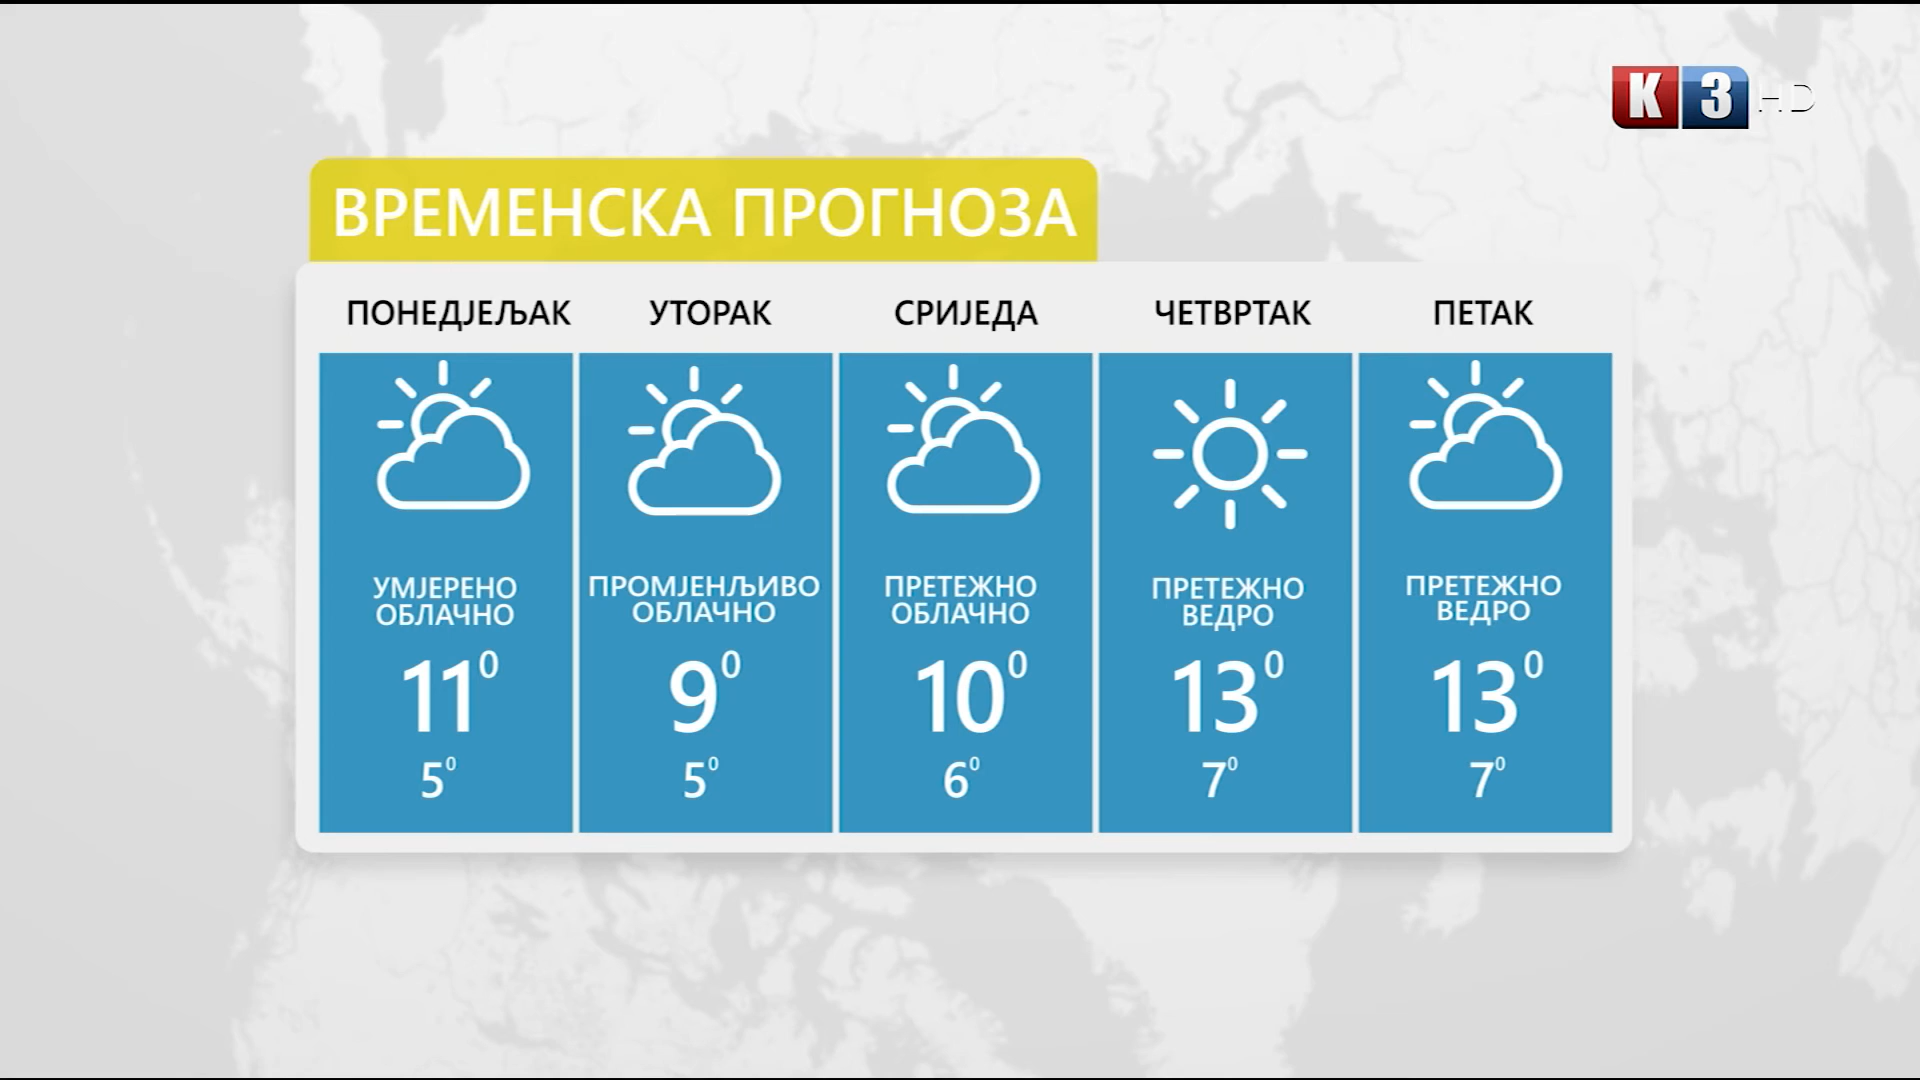 К3 HD
ВРЕМЕНСКА ПРОГНОЗА
ПОНЕДЈЕЉАК
УТОРАК
СРИЈЕДА
ЧЕТВРТАК
ПЕТАК
УМЈЕРЕНО
ОБЛАЧНО
11⁰
5⁰
ПРОМЈЕНЉИВО
ОБЛАЧНО
9⁰
5⁰
ПРЕТЕЖНО
ОБЛАЧНО
10⁰
6⁰
ПРЕТЕЖНО
ВЕДРО
13⁰
7⁰
ПРЕТЕЖНО
ВЕДРО
13⁰
7⁰